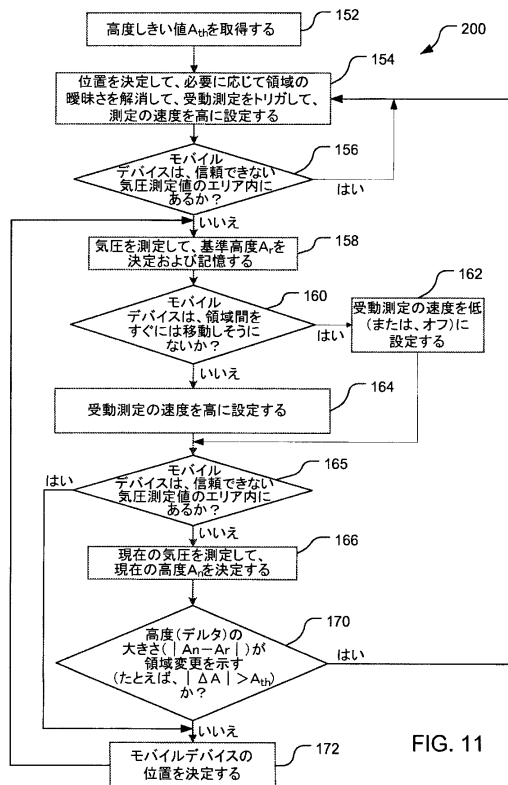 高度しきい値Athを取得する
152
200
位置を決定して、必要に応じて領域の
曖昧さを解消して、受動測定をトリガして、
測定の速度を高に設定する
154
モバイル
デバイスは、信頼できない
気圧測定値のエリア内に
あるか?
156
はい
いいえ
気圧を測定して、基準高度Arを
決定および記憶する
158
モバイル
デバイスは、領域間を
すぐには移動しそうに
ないか?
160
はい
受動測定の速度を低
(または、オフ)に
設定する
162
いいえ
受動測定の速度を高に設定する
164
モバイル
デバイスは、信頼できない
気圧測定値のエリア内に
あるか?
165
はい
いいえ
現在の気圧を測定して、
現在の高度Anを決定する
166
高度(デルタ)の
大きさ(|An-Ar|)が
領域変更を示す
(たとえば、|ΔA|>Ath)
か?
170
はい
いいえ
モバイルデバイスの
位置を決定する
172
FIG. 11